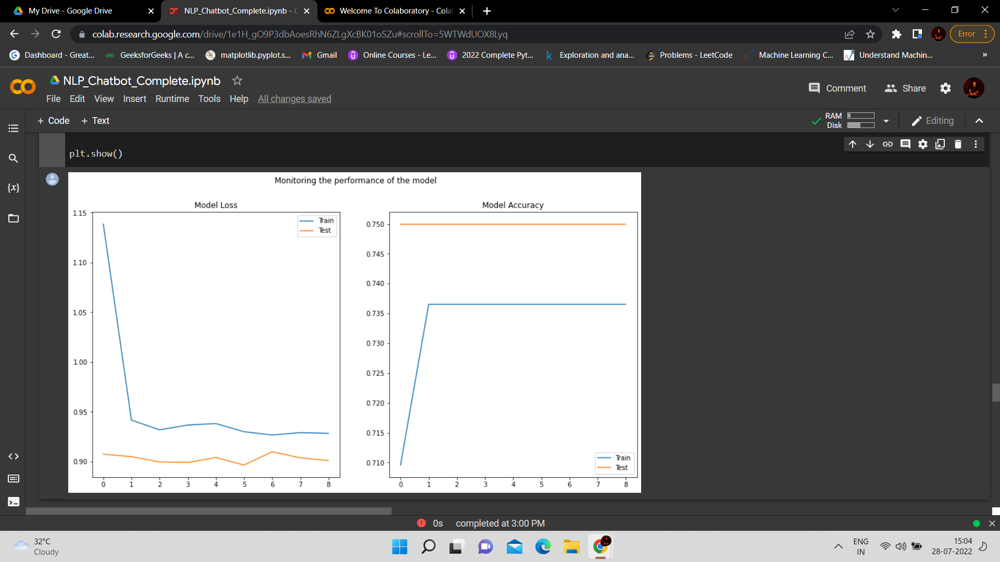 My Drive - Google Drive
NLP_Chatbot_Complete.ipynb - C
Welcome To Colaboratory - Cola
colab.research.google.com/drive/1e1H_gO9P3dbAoesRhN6ZLgXcBK01oSZu#scrollTo=5WTWdUOX8Lyq
Error
Dashboard - Great...
GeeksforGeeks | A c...
matplotlib.pyplot.s...
Gmail
Online Courses - Le...
2022 Complete Pyt...
Exploration and ana...
Problems - LeetCode
Machine Learning C...
Understand Machin...
»
NLP_Chatbot_Complete.ipynb
Comment
Share
File Edit View Insert Runtime Tools Help All changes saved
+ Code + Text
RAM
Disk
Editing
plt.show()
{x}
Monitoring the performance of the model
Model Loss
1.15
1.10
1.05
1.00
0.95
0.90
0 1 2 3 4 5 6 7 8
Train
Test
Model Accuracy
0.750
0.745
0.740
0.735
0.730
0.725
0.720
0.715
0.710
0 1 2 3 4 5 6 7 8
Train
Test
0s completed at 3:00 PM
32°C
Cloudy
ENG
IN
15:04
28-07-2022